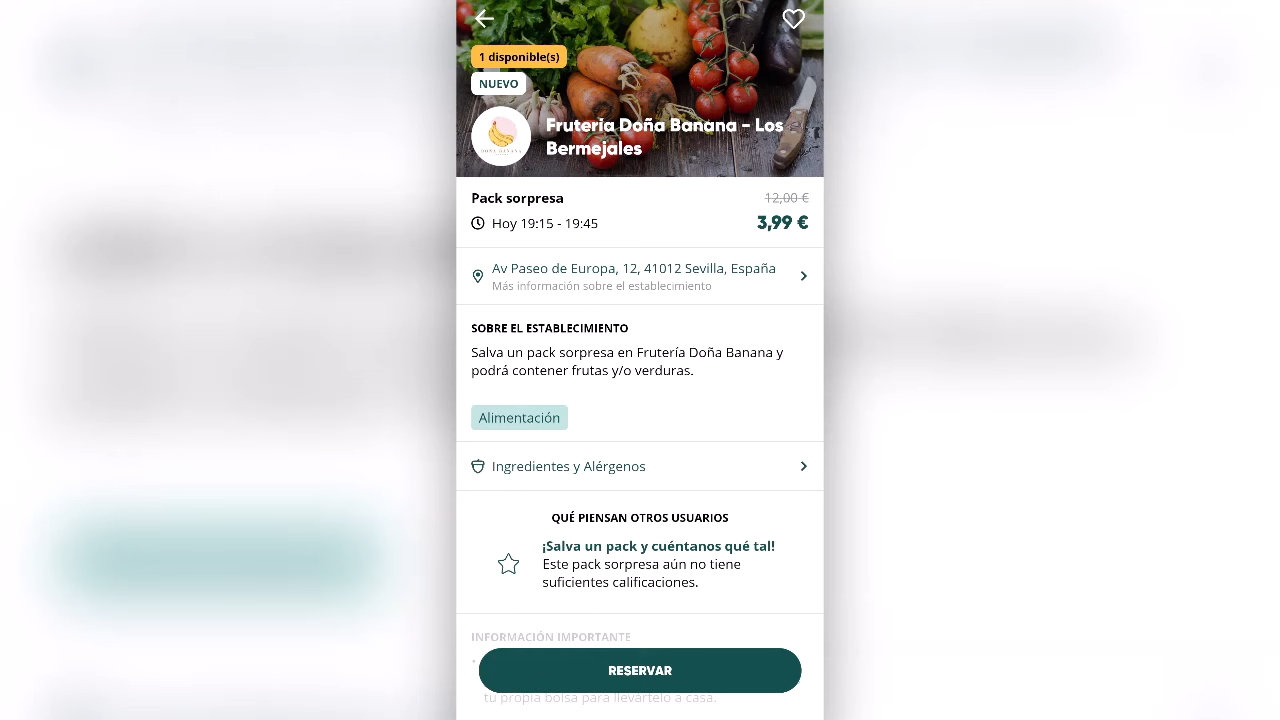 1 disponible(s)
NUEVO
Frutería Doña Banana - Los
Bermejales
DOÑA BANANA
Pack sorpresa
12,00 €
Hoy 19:15 - 19:45
3,99 €
Av Paseo de Europa, 12, 41012 Sevilla, España
Más información sobre el establecimiento
SOBRE EL ESTABLECIMIENTO
Salva un pack sorpresa en Frutería Doña Banana y
podrá contener frutas y/o verduras.
Alimentación
Ingredientes y Alérgenos
QUÉ PIENSAN OTROS USUARIOS
¡Salva un pack y cuéntanos qué tal!
Este pack sorpresa aún no tiene
suficientes calificaciones.
INFORMACIÓN IMPORTANTE
RESERVAR
tu propia bolsa para llevártelo a casa.